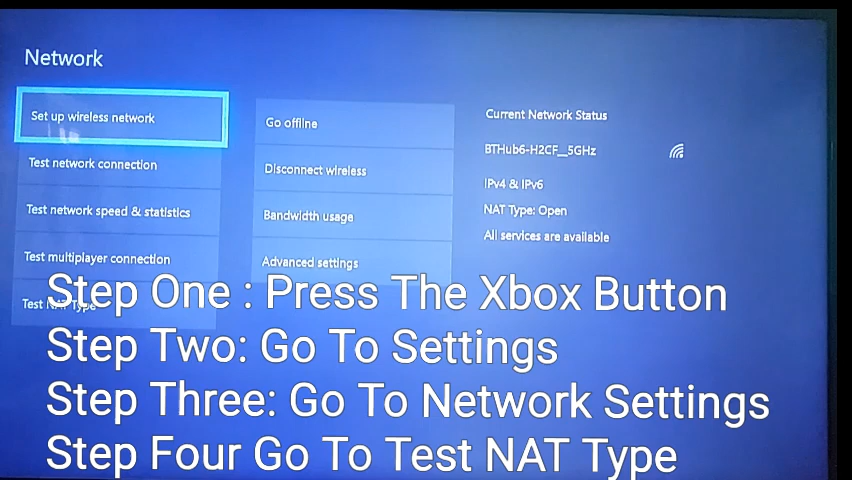 Network
Set up wireless network
Test network connection
Test network speed & statistics
Test multiplayer connection
Test NAT Type
Go offline
Disconnect wireless
Bandwidth usage
Advanced settings
Current Network Status
BTHub6-H2CF_5GHz
IPv4 & IPv6
NAT Type: Open
All services are available
Step One : Press The Xbox Button
Step Two: Go To Settings
Step Three: Go To Network Settings
Step Four Go To Test NAT Type